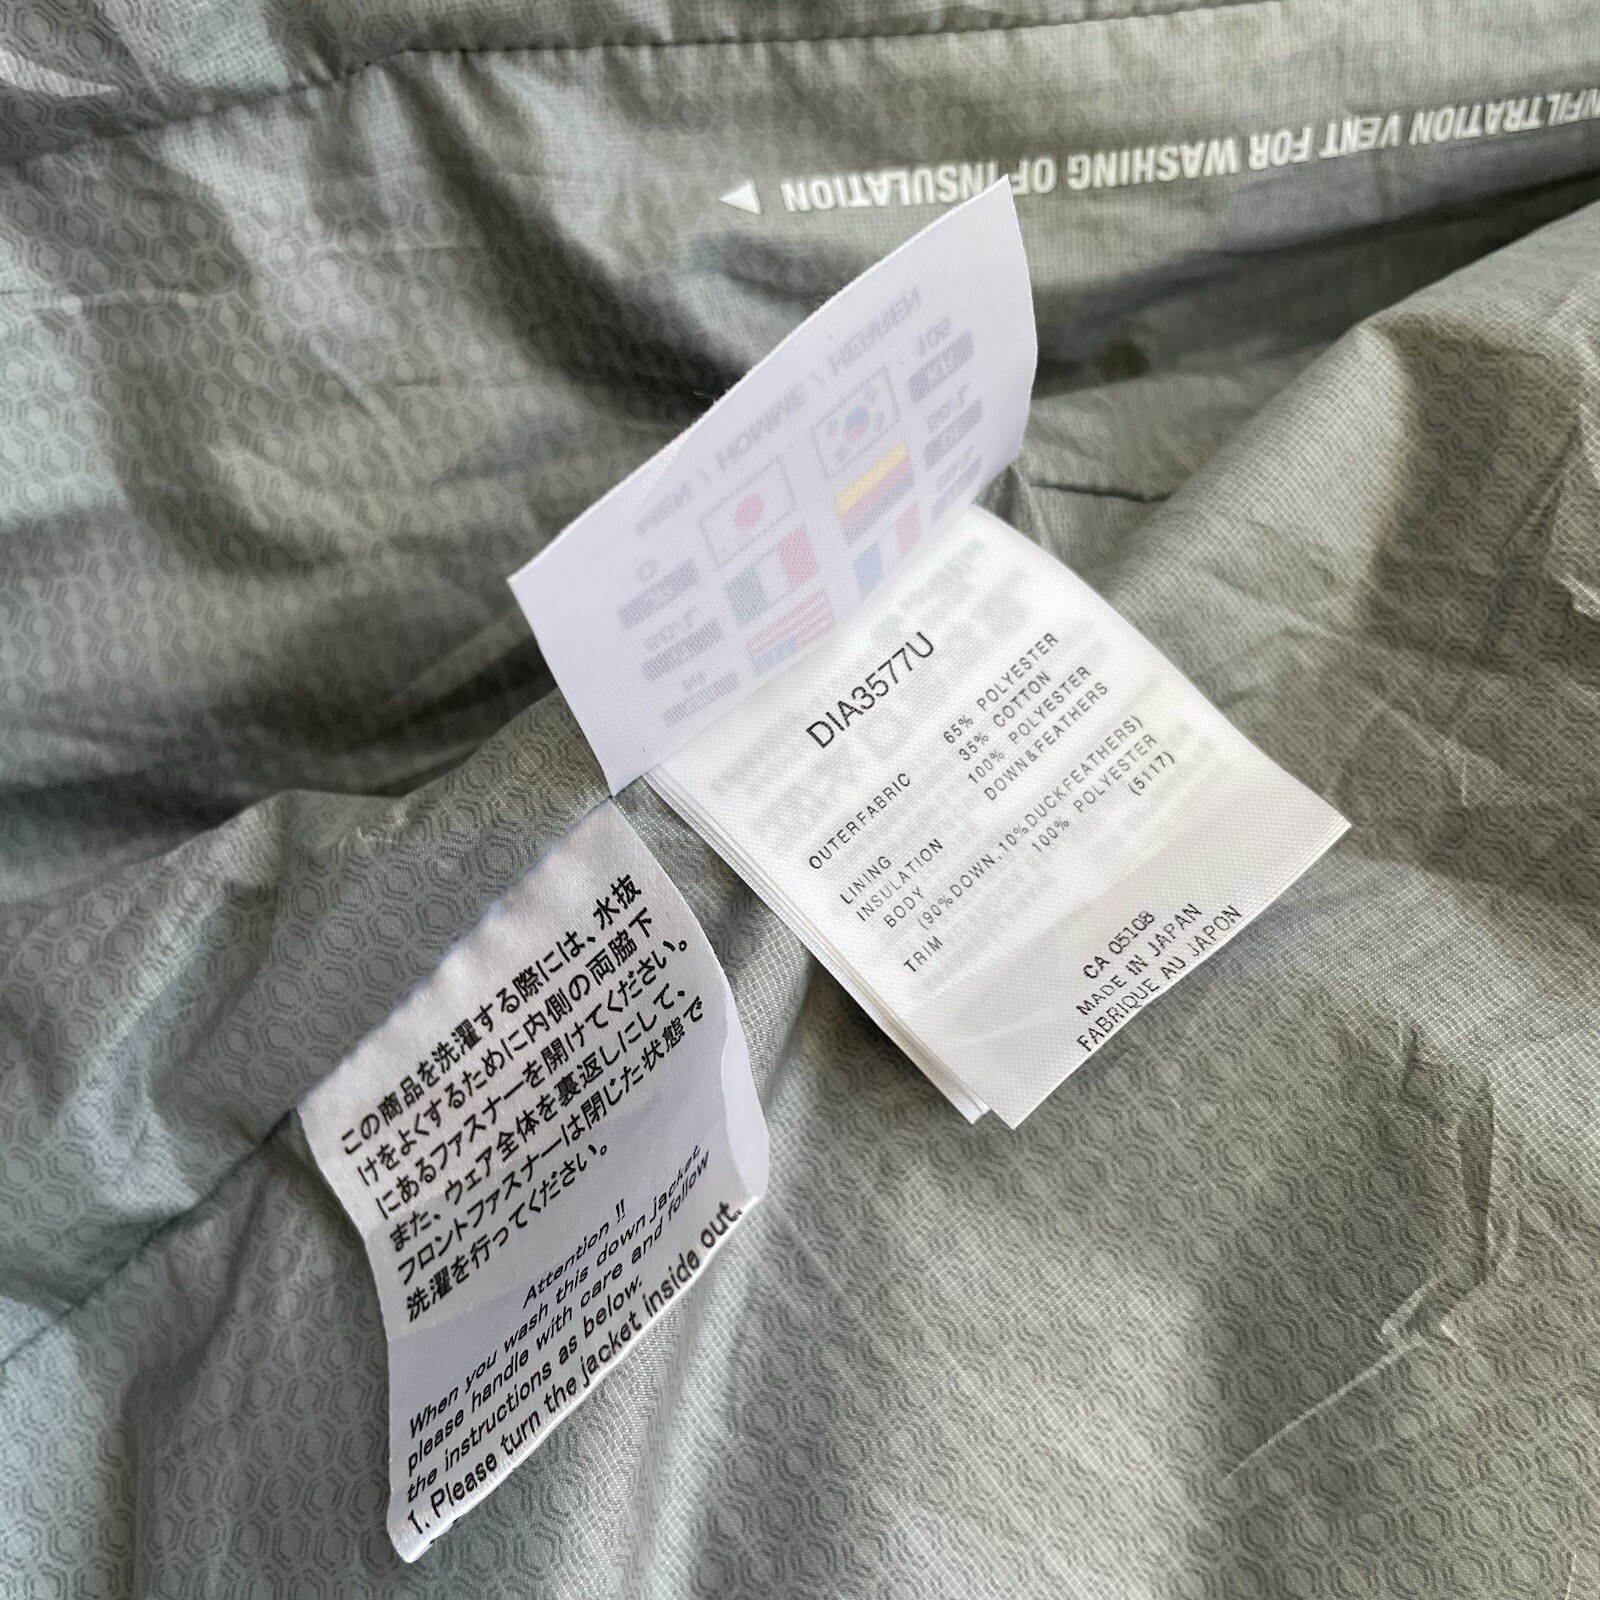 INFILTRATION VENT FOR WASHING OF INSULATION
MEN / HOMME / HERREN
DIA3577U
OUTERFABRIC 65% POLYESTER
35% COTTON
LINING 100% POLYESTER
INSULATION DOWN&FEATHERS
BODY
(90%DOWN,10%DUCKFEATHERS)
TRIM 100% POLYESTER
(5117)
CA 05108
MADE IN JAPAN
FABRIQUE AU JAPON
この商品を洗濯する際には、水抜
けをよくするために内側の両脇下
にあるファスナーを開けてください。
また、ウェア全体を裏返しにして、
フロントファスナーは閉じた状態で
洗濯を行ってください。
Attention !!
When you wash this down jacket
please handle with care and follow
the instructions as below.
1. Please turn the jacket inside out.